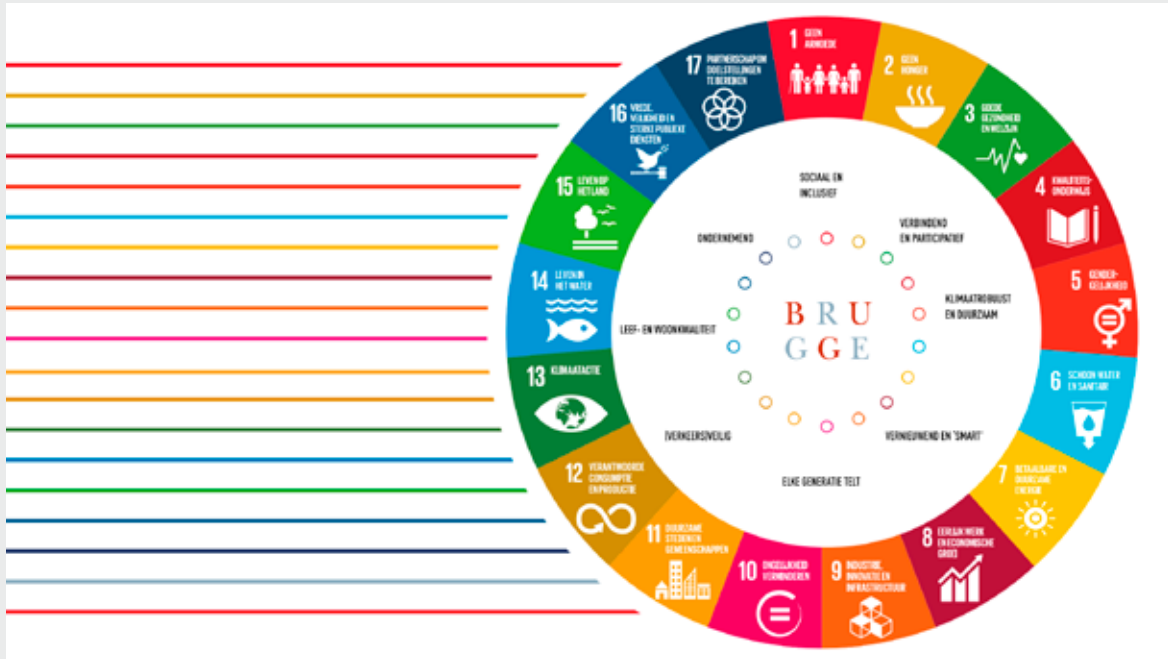 1 GEEN
ARMOEDE
2 GEEN
HONGER
3 GOEDE
GEZONDHEID
EN WELZIJN
4 KWALITEITS-
ONDERWIJS
5 GENDER-
GELIJKHEID
6 SCHOON WATER
EN SANITAIR
7 BETAALBARE EN
DUURZAME
ENERGIE
8 EERLIJK WERK
EN ECONOMISCHE
GROEI
9 INDUSTRIE,
INNOVATIE EN
INFRASTRUCTUUR
10 ONGELIJKHEID
VERMINDEREN
11 DUURZAME
STEDEN EN
GEMEENSCHAPPEN
12 VERANTWOORDE
CONSUMPTIE
EN PRODUCTIE
13 KLIMAATACTIE
14 LEVEN IN
HET WATER
15 LEVEN OP
HET LAND
16 VREDE,
VEILIGHEID EN
STERKE PUBLIEKE
DIENSTEN
17 PARTNERSCHAP OM
DOELSTELLINGEN
TE BEREIKEN
SOCIAAL EN
INCLUSIEF
VERBINDEND
EN PARTICIPATIEF
KLIMAATROBUUST
EN DUURZAAM
VERNIEUWEND EN 'SMART'
ELKE GENERATIE TELT
(VERKEERS)VEILIG
LEEF- EN WOONKWALITEIT
ONDERNEMEND
BRU
GGE